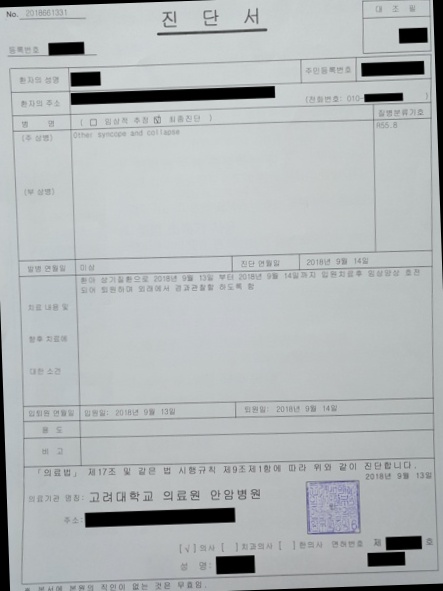 No. 2018661331
진 단 서
대 조 필
등록번호
환자의 성명
주민등록번호
환자의 주소
(전화번호: 010- )
병 명
( □ 임상적 추정 ☑ 최종진단 )
질병분류기호
(주 상병)
Other syncope and collapse
R55.8
(부 상병)
발병 연월일
미상
진단 연월일
2018년 9월 14일
환아 상기질환으로 2018년 9월 13일 부터 2018년 9월 14일까지 입원치료후 임상양상 호전
되어 퇴원하며 외래에서 경과관찰할 하도록 함
치료 내용 및
향후 치료에
대한 소견
입퇴원 연월일
입원일: 2018년 9월 13일
퇴원일: 2018년 9월 14일
용 도
비 고
「의료법」 제17조 및 같은 법 시행규칙 제9조제1항에 따라 위와 같이 진단합니다.
2018년 9월 13일
의료기관 명칭: 고려대학교 의료원 안암병원
주소:
[√]의사 [ ]치과의사 [ ]한의사 면허번호 제 호
성 명:
※ 본서에 본원의 직인이 없는 것은 무효임.